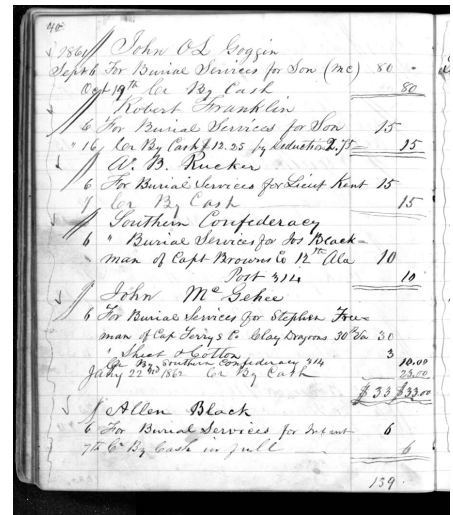 40
1861 John O L Goggin
Sept 6 For Burial Services for Son (mc) 80
Oct 19th Cr By Cash 80
Robert Franklin
6 For Burial Services for Son 15
" 16 Cr By Cash $ 12.25 by deduction 2.75 = 15
W. B. Rucker
6 For Burial Services for Lieut Kent 15
9 Cr By Cash 15
Southern Confederacy
6 " Burial Services for Jos Black=
man of Capt Browns Co 12th Ala 10
Post 314 10
John McGehee
6 For Burial Services for Stephen Free=
man of Cap Terrys Co Clay Dragoons 30th Va 30
" Sheet & Cotton 3
Cr By Southern Confederacy 314 10.00
Jany 22nd 1862 Cr By Cash 23.00
$ 33 $33.00
Allen Black
6 For Burial Services for Infant 6
7th Cr By Cash in full 6
139